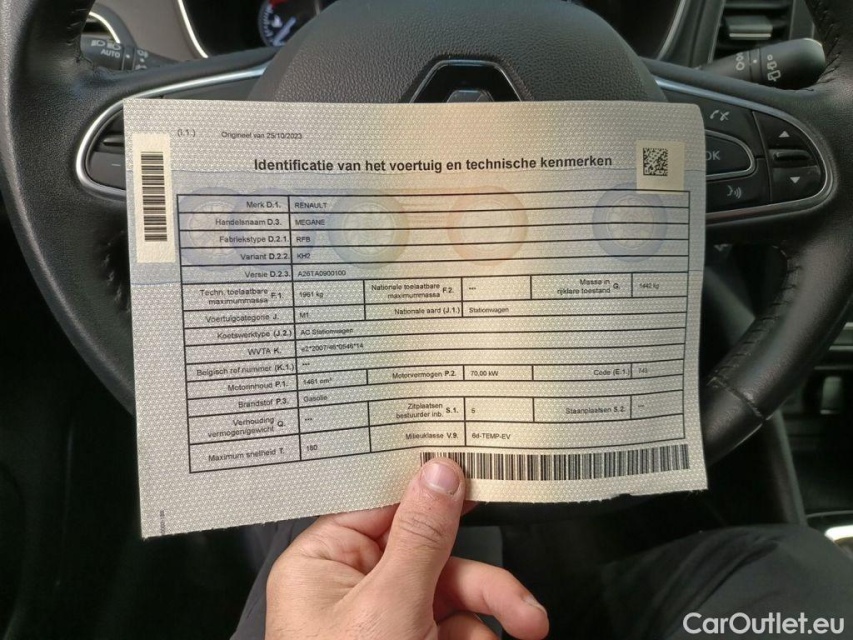 AUTO
OK
(I.1.) Origineel van 25/10/2023
Identificatie van het voertuig en technische kenmerken
Merk D.1. RENAULT
Handelsnaam D.3. MEGANE
Fabriekstype D.2.1. RFB
Variant D.2.2. KH2
Versie D.2.3. A26TA0900100
Techn. toelaatbare maximummassa F.1. 1961 kg Nationale toelaatbare maximummassa F.2. --- Massa in rijklare toestand G. 1442 kg
Voertuigcategorie J. M1 Nationale aard (J.1.) Stationwagen
Koetswerktype (J.2.) AC Stationwagen
WVTA K. e2*2007/46*0546*14
Belgisch ref nummer (K.1.) ---
Motorinhoud P.1. 1461 cm³ Motorvermogen P.2. 70,00 kW Code (E.1.)
Brandstof P.3. Gasolie
Verhouding vermogen/gewicht Q. --- Zitplaatsen bestuurder inb. S.1. 5 Staanplaatsen S.2. ---
Maximum snelheid T. 180 Milieuklasse V.9. 6d-TEMP-EV
CarOutlet.eu